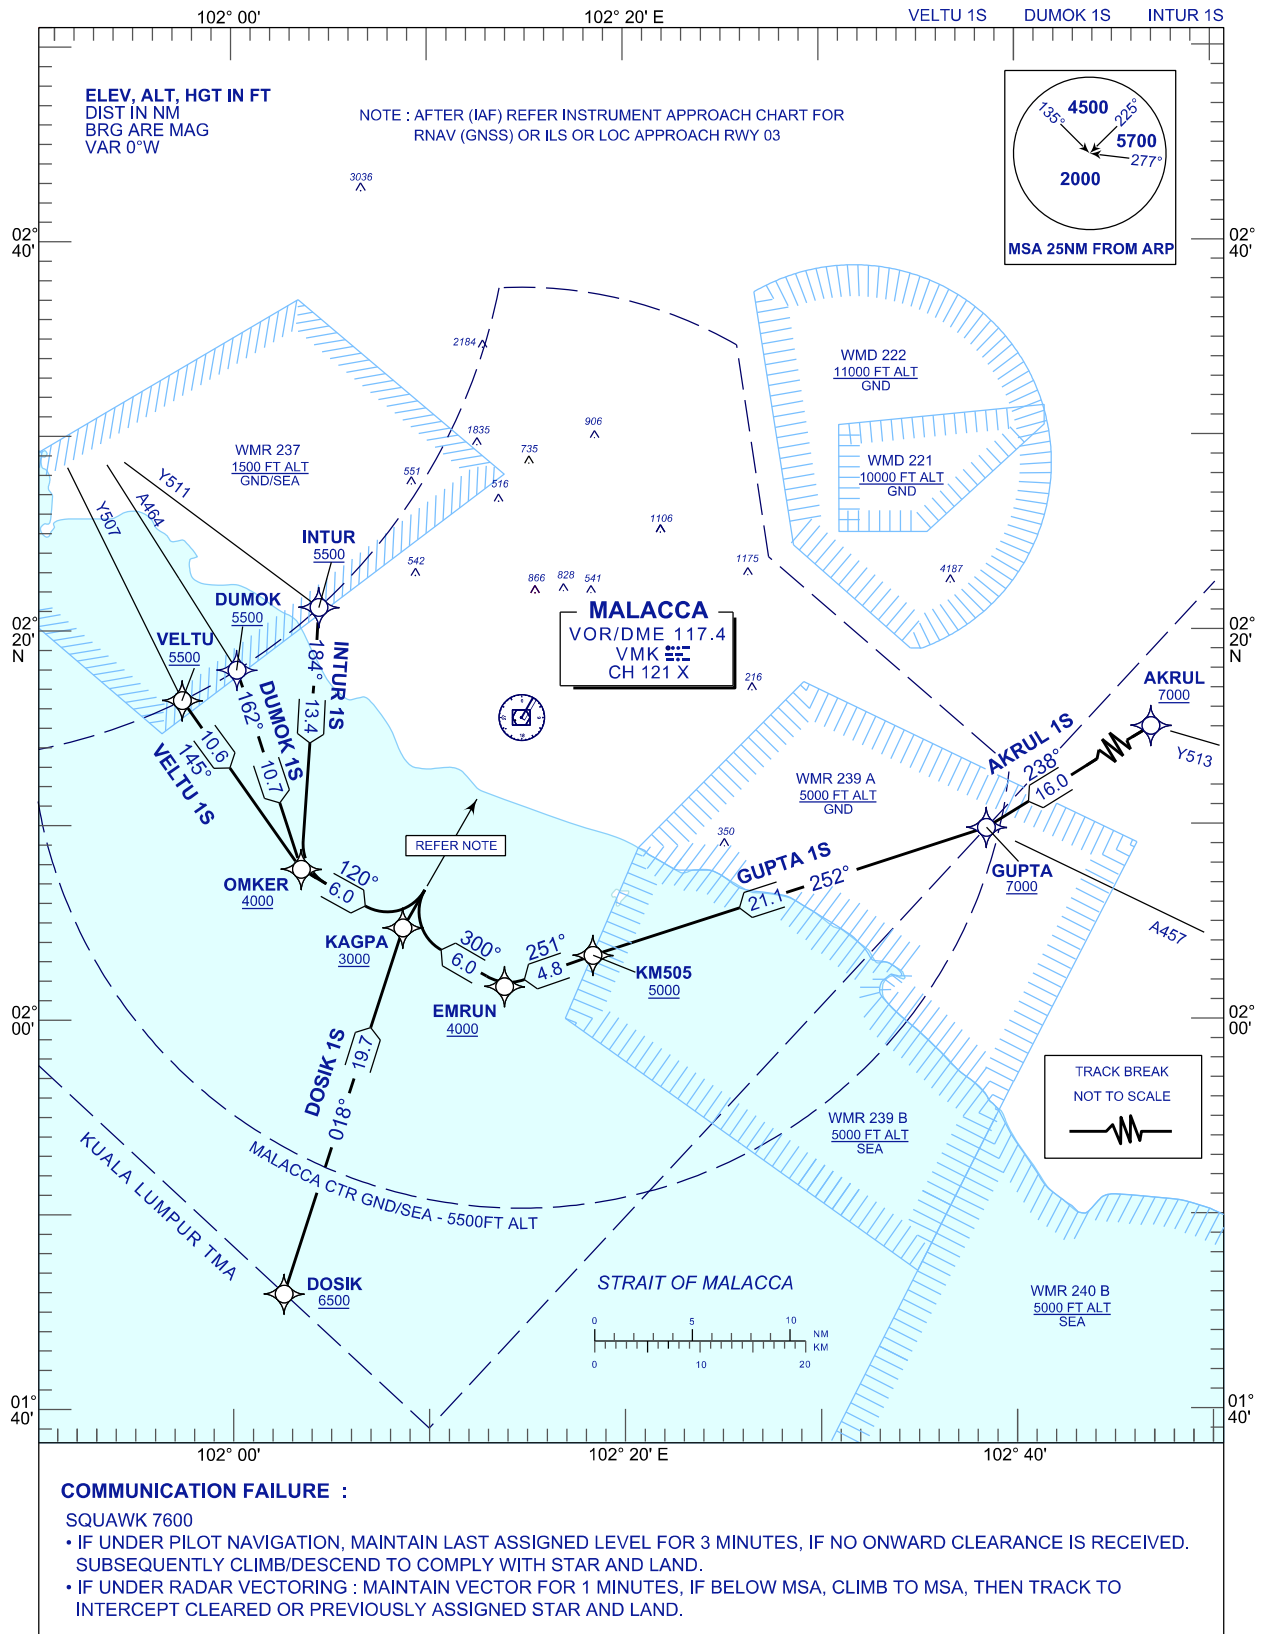 102° 00'
102° 20' E
VELTU 1S DUMOK 1S INTUR 1S
ELEV, ALT, HGT IN FT
DIST IN NM
BRG ARE MAG
VAR 0°W
NOTE : AFTER (IAF) REFER INSTRUMENT APPROACH CHART FOR
RNAV (GNSS) OR ILS OR LOC APPROACH RWY 03
135°
4500
225°
5700
277°
2000
MSA 25NM FROM ARP
3036
02°
40'
02°
40'
2184
WMD 222
11000 FT ALT
GND
1835
906
735
WMR 237
1500 FT ALT
GND/SEA
551
516
WMD 221
10000 FT ALT
GND
Y511
A464
Y507
1106
INTUR
5500
542
866
828
541
1175
4187
DUMOK
5500
MALACCA
VOR/DME 117.4
VMK
CH 121 X
02°
20'
N
02°
20'
N
VELTU
5500
184°
13.4
INTUR 1S
162°
10.7
DUMOK 1S
10.6
145°
VELTU 1S
216
AKRUL
7000
Y513
AKRUL 1S
238°
16.0
WMR 239 A
5000 FT ALT
GND
350
REFER NOTE
GUPTA 1S
252°
21.1
GUPTA
7000
A457
OMKER
4000
120°
6.0
KAGPA
3000
300°
6.0
251°
4.8
KM505
5000
EMRUN
4000
02°
00'
02°
00'
DOSIK 1S
19.7
018°
TRACK BREAK
NOT TO SCALE
WMR 239 B
5000 FT ALT
SEA
MALACCA CTR GND/SEA - 5500FT ALT
KUALA LUMPUR TMA
DOSIK
6500
STRAIT OF MALACCA
WMR 240 B
5000 FT ALT
SEA
0 5 10 NM
KM
0 10 20
01°
40'
01°
40'
102° 00'
102° 20' E
102° 40'
COMMUNICATION FAILURE :
SQUAWK 7600
• IF UNDER PILOT NAVIGATION, MAINTAIN LAST ASSIGNED LEVEL FOR 3 MINUTES, IF NO ONWARD CLEARANCE IS RECEIVED.
SUBSEQUENTLY CLIMB/DESCEND TO COMPLY WITH STAR AND LAND.
• IF UNDER RADAR VECTORING : MAINTAIN VECTOR FOR 1 MINUTES, IF BELOW MSA, CLIMB TO MSA, THEN TRACK TO
INTERCEPT CLEARED OR PREVIOUSLY ASSIGNED STAR AND LAND.